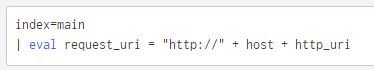 index=main
| eval request_uri = "http://" + host + http_uri